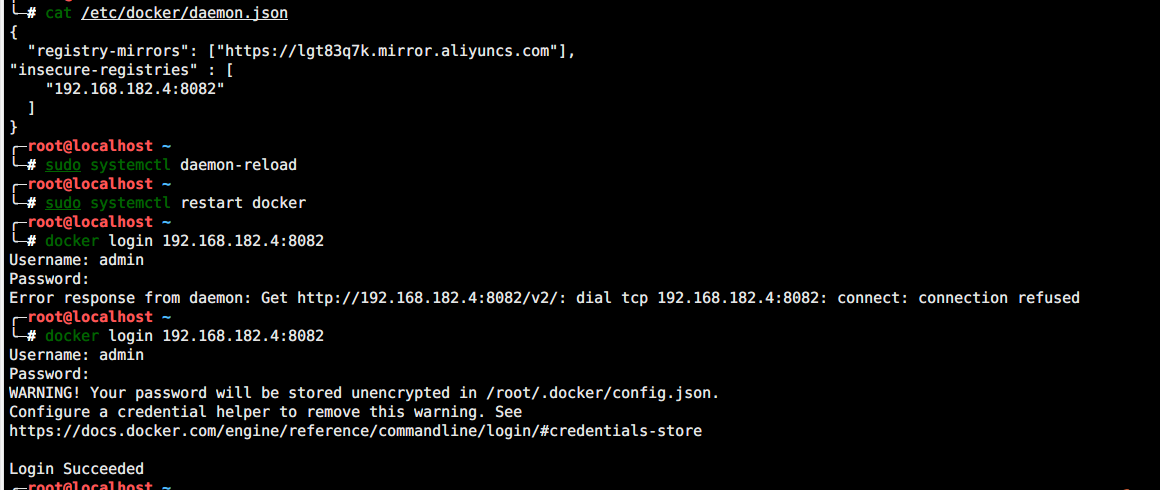 ╰─# cat /etc/docker/daemon.json
{
  "registry-mirrors": ["https://lgt83q7k.mirror.aliyuncs.com"],
"insecure-registries" : [
    "192.168.182.4:8082"
  ]
}
╭─root@localhost ~
╰─# sudo systemctl daemon-reload
╭─root@localhost ~
╰─# sudo systemctl restart docker
╭─root@localhost ~
╰─# docker login 192.168.182.4:8082
Username: admin
Password:
Error response from daemon: Get http://192.168.182.4:8082/v2/: dial tcp 192.168.182.4:8082: connect: connection refused
╭─root@localhost ~
╰─# docker login 192.168.182.4:8082
Username: admin
Password:
WARNING! Your password will be stored unencrypted in /root/.docker/config.json.
Configure a credential helper to remove this warning. See
https://docs.docker.com/engine/reference/commandline/login/#credentials-store

Login Succeeded
╭─root@localhost ~